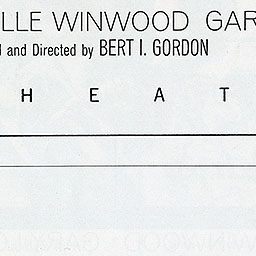 LLE WINWOOD GAR
and Directed by BERT I. GORDON
H E A T